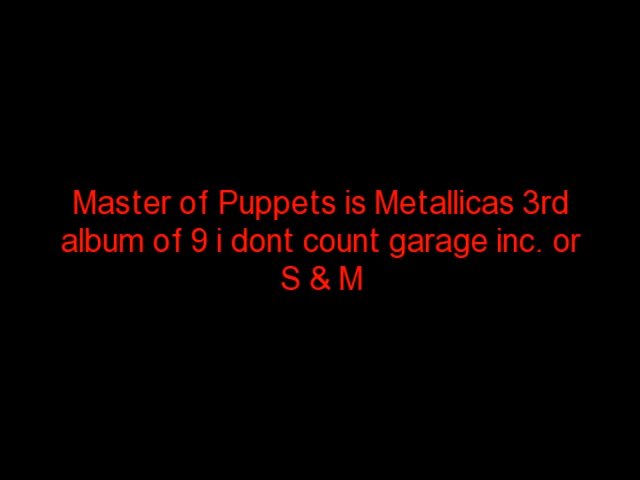 Master of Puppets is Metallicas 3rd
album of 9 i dont count garage inc. or
S & M